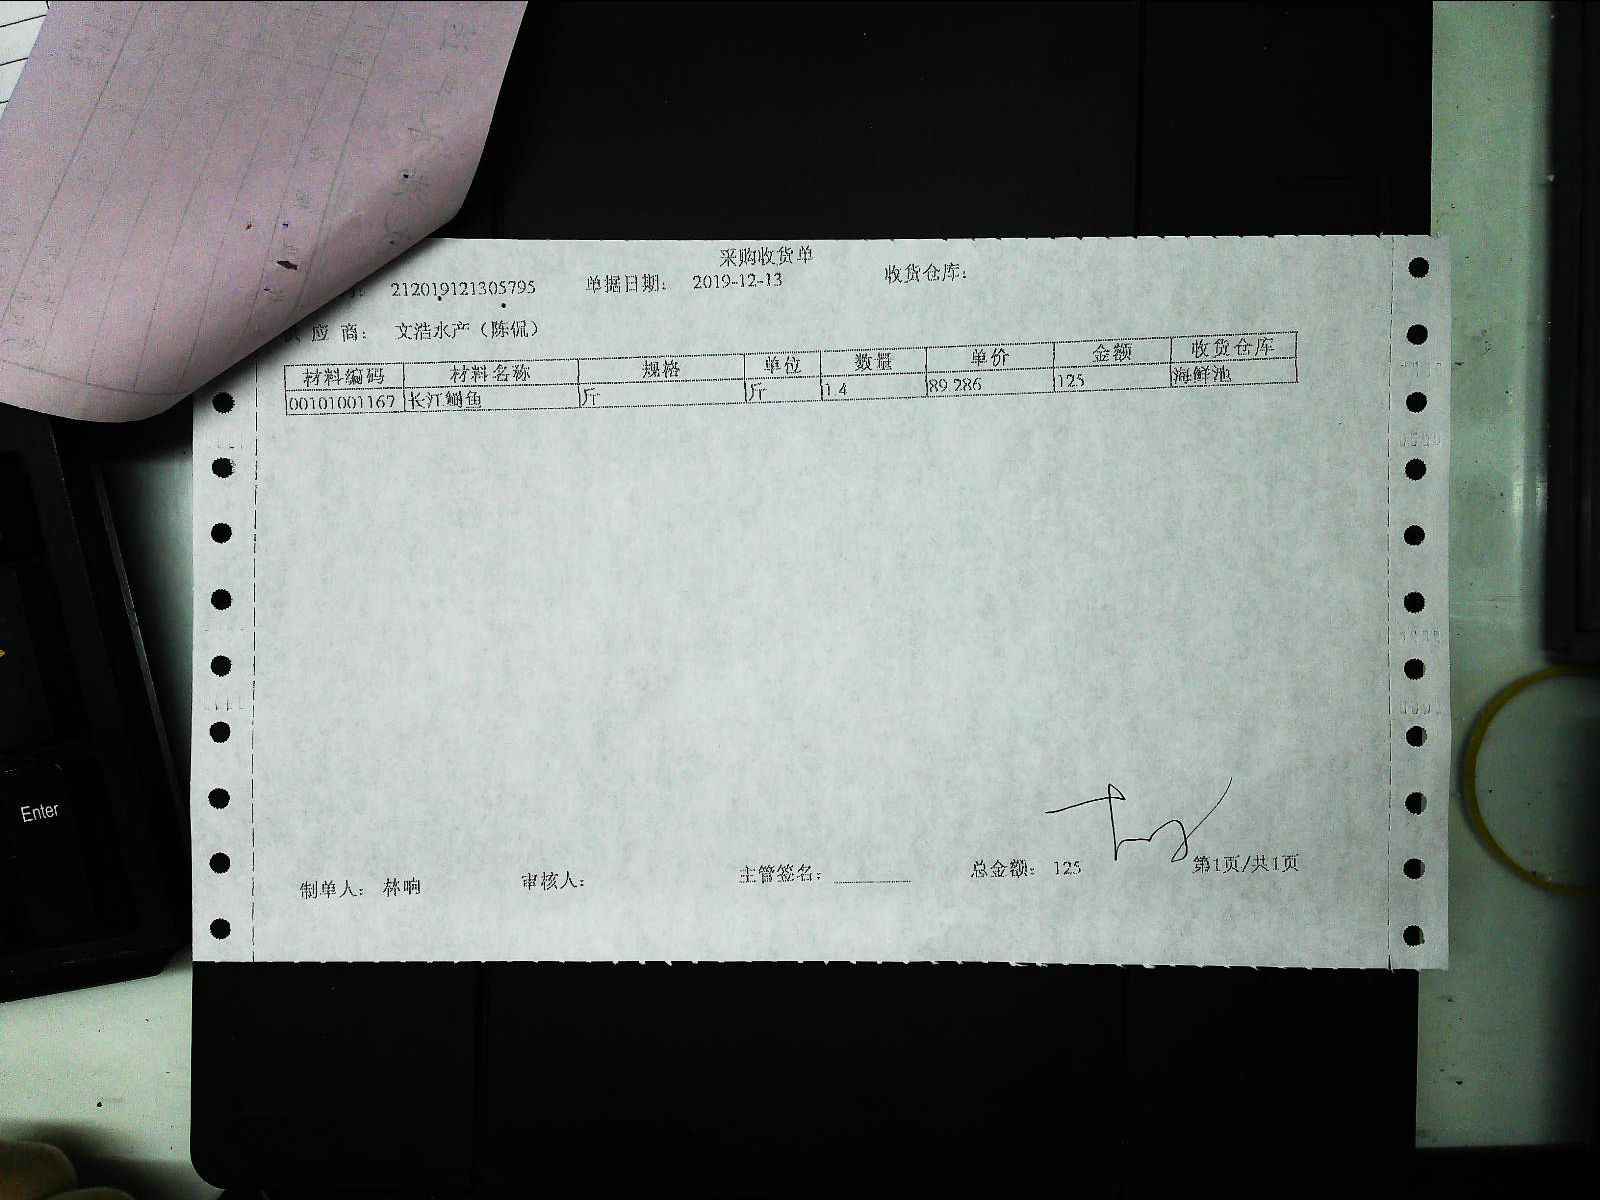 采购收货单
212019121305795 单据日期: 2019-12-13 收货仓库:
应 商: 文浩水产（陈侃）
材料编码 材料名称 规格 单位 数量 单价 金额 收货仓库
00101001167 长江鮰鱼 斤 斤 1.4 89.286 125 海鲜池
制单人: 林响 审核人: 主管签名: 总金额: 125 第1页/共1页
Enter